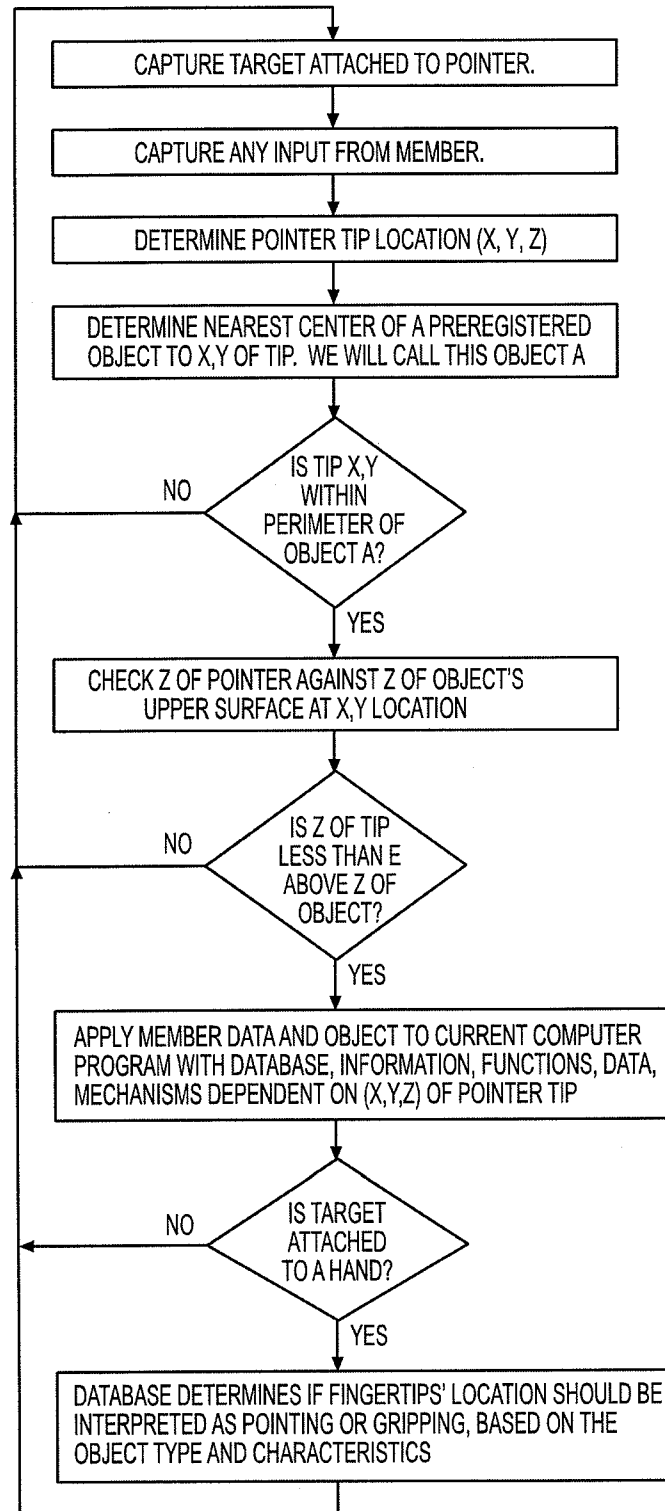 CAPTURE TARGET ATTACHED TO POINTER.
CAPTURE ANY INPUT FROM MEMBER.
DETERMINE POINTER TIP LOCATION (X, Y, Z)
DETERMINE NEAREST CENTER OF A PREREGISTERED
OBJECT TO X,Y OF TIP. WE WILL CALL THIS OBJECT A
IS TIP X,Y
WITHIN
PERIMETER OF
OBJECT A?
NO
YES
CHECK Z OF POINTER AGAINST Z OF OBJECT'S
UPPER SURFACE AT X,Y LOCATION
IS Z OF TIP
LESS THAN E
ABOVE Z OF
OBJECT?
NO
YES
APPLY MEMBER DATA AND OBJECT TO CURRENT COMPUTER
PROGRAM WITH DATABASE, INFORMATION, FUNCTIONS, DATA,
MECHANISMS DEPENDENT ON (X,Y,Z) OF POINTER TIP
IS TARGET
ATTACHED
TO A HAND?
NO
YES
DATABASE DETERMINES IF FINGERTIPS' LOCATION SHOULD BE
INTERPRETED AS POINTING OR GRIPPING, BASED ON THE
OBJECT TYPE AND CHARACTERISTICS